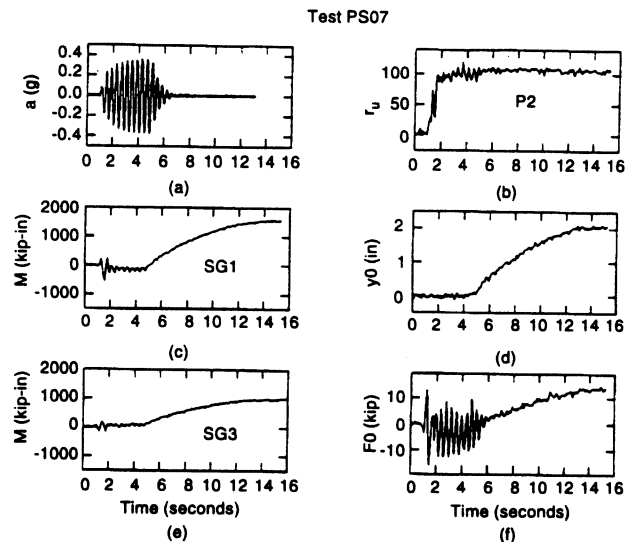 Test PS07
a (g)
0.4
0.2
0.0
-0.2
-0.4
0 2 4 6 8 10 12 14 16
(a)
r_u
100
50
0
P2
0 2 4 6 8 10 12 14 16
(b)
M (kip-in)
2000
1000
0
-1000
SG1
0 2 4 6 8 10 12 14 16
(c)
y0 (in)
2
1
0
0 2 4 6 8 10 12 14 16
(d)
M (kip-in)
2000
1000
0
-1000
SG3
0 2 4 6 8 10 12 14 16
Time (seconds)
(e)
F0 (kip)
10
0
-10
0 2 4 6 8 10 12 14 16
Time (seconds)
(f)